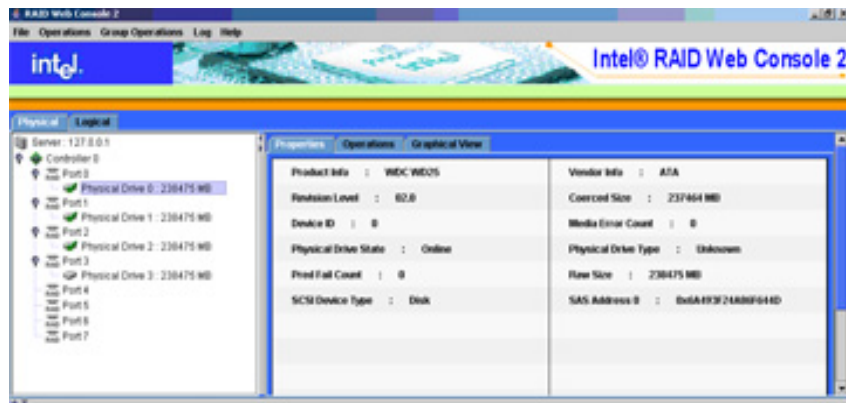 RAID Web Console 2
File Operations Group Operations Log Help
intel.
Intel® RAID Web Console 2
Physical Logical
Server: 127.0.0.1
Controller 0
Port 0
Physical Drive 0: 238475 MB
Port 1
Physical Drive 1: 238475 MB
Port 2
Physical Drive 2: 238475 MB
Port 3
Physical Drive 3: 238475 MB
Port 4
Port 5
Port 6
Port 7
Properties Operations Graphical View
Product Info : WDC WD25
Vendor Info : ATA
Revision Level : 02.0
Coerced Size : 237464 MB
Device ID : 0
Media Error Count : 0
Physical Drive State : Online
Physical Drive Type : Unknown
Pred Fail Count : 0
Raw Size : 238475 MB
SCSI Device Type : Disk
SAS Address 0 :